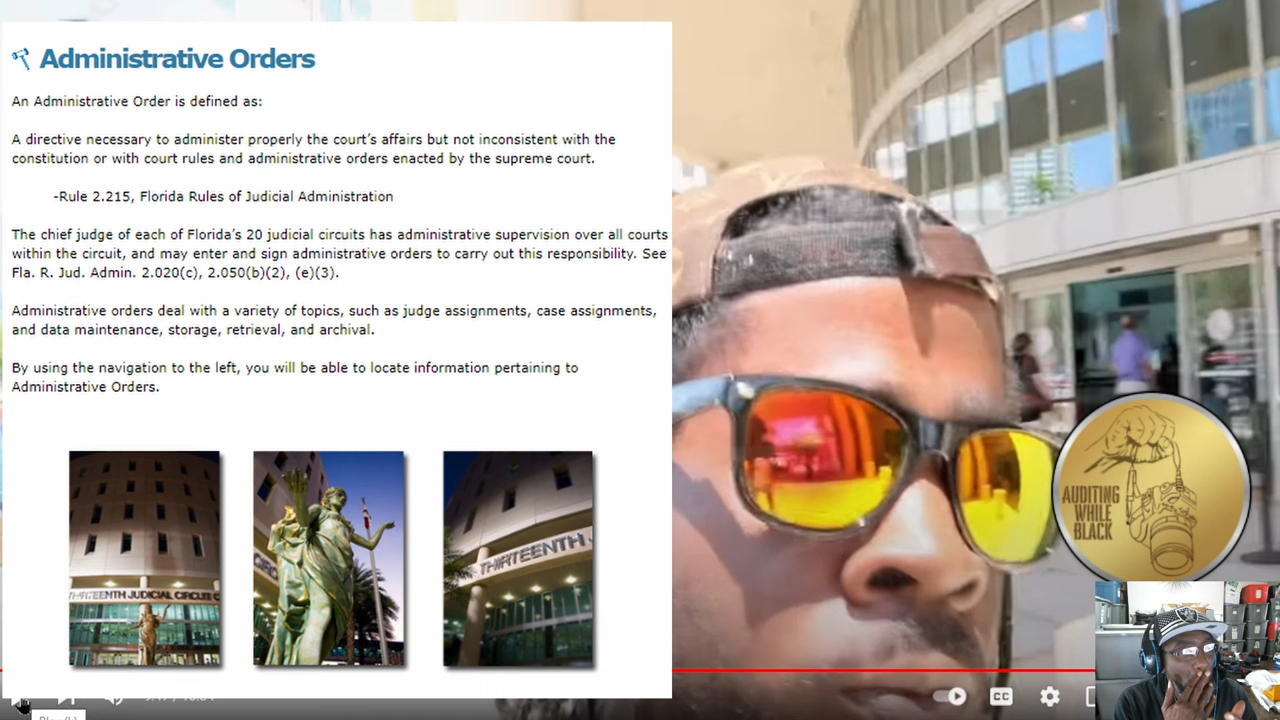 Administrative Orders
An Administrative Order is defined as:
A directive necessary to administer properly the court's affairs but not inconsistent with the
constitution or with court rules and administrative orders enacted by the supreme court.
-Rule 2.215, Florida Rules of Judicial Administration
The chief judge of each of Florida's 20 judicial circuits has administrative supervision over all courts
within the circuit, and may enter and sign administrative orders to carry out this responsibility. See
Fla. R. Jud. Admin. 2.020(c), 2.050(b)(2), (e)(3).
Administrative orders deal with a variety of topics, such as judge assignments, case assignments,
and data maintenance, storage, retrieval, and archival.
By using the navigation to the left, you will be able to locate information pertaining to
Administrative Orders.
THIRTEENTH JUDICIAL CIRCUIT C
CIRC
THIRTEENTH
AUDITING
WHILE
BLACK
CC